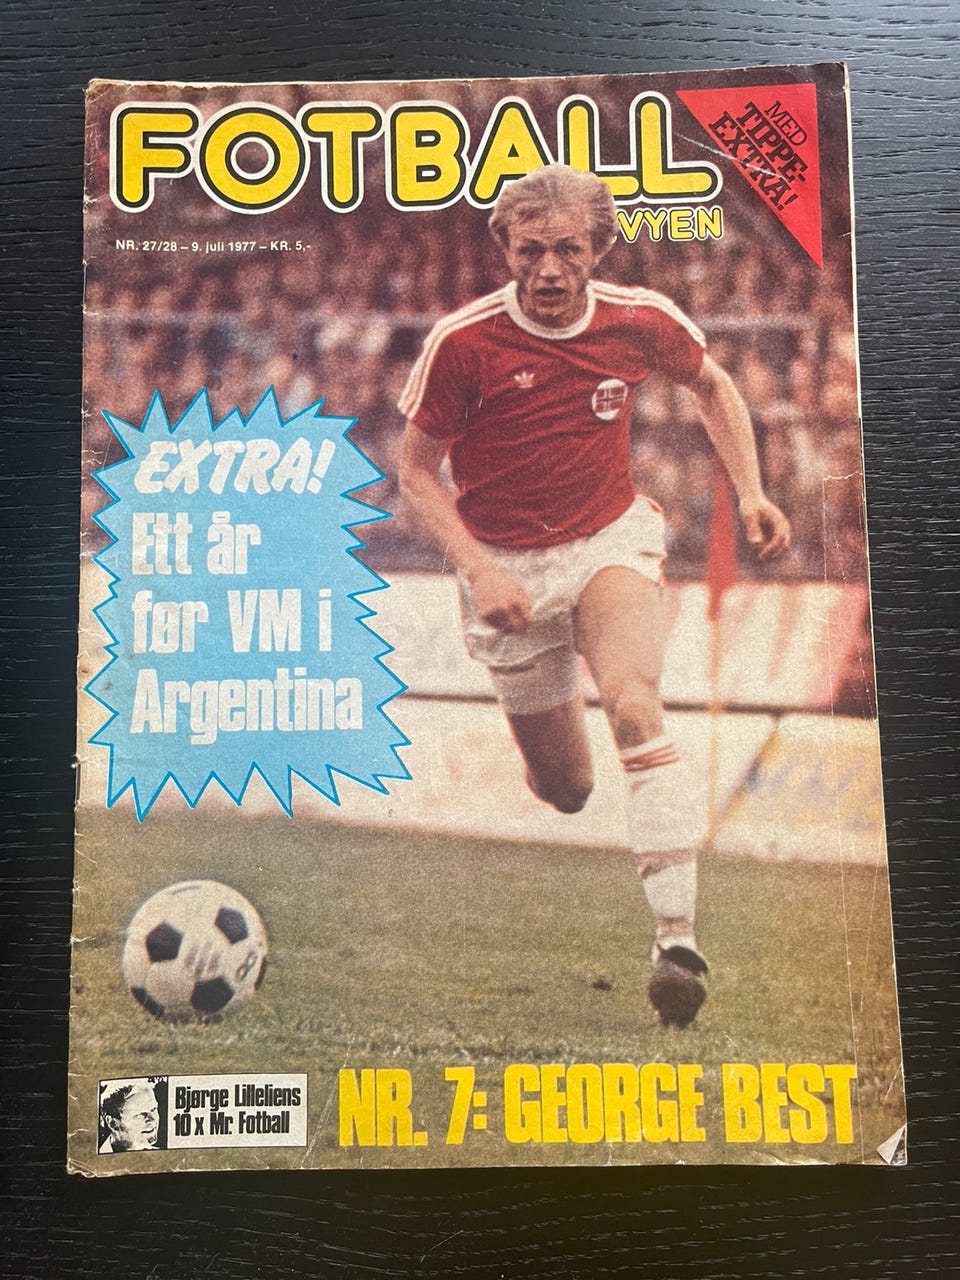 FOTBALL
VYEN
MED
TIPPE-
EXTRA!
NR. 27/28 – 9. juli 1977 – KR. 5,-
EXTRA!
Ett år
før VM i
Argentina
Bjørge Lilleliens
10 x Mr. Fotball
NR. 7: GEORGE BEST